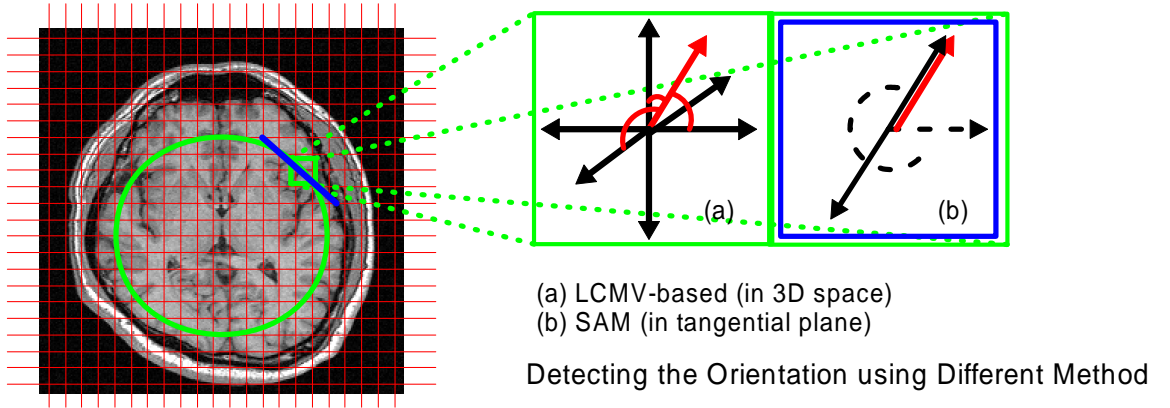 (a)
(b)
(a) LCMV-based (in 3D space)
(b) SAM (in tangential plane)
Detecting the Orientation using Different Method